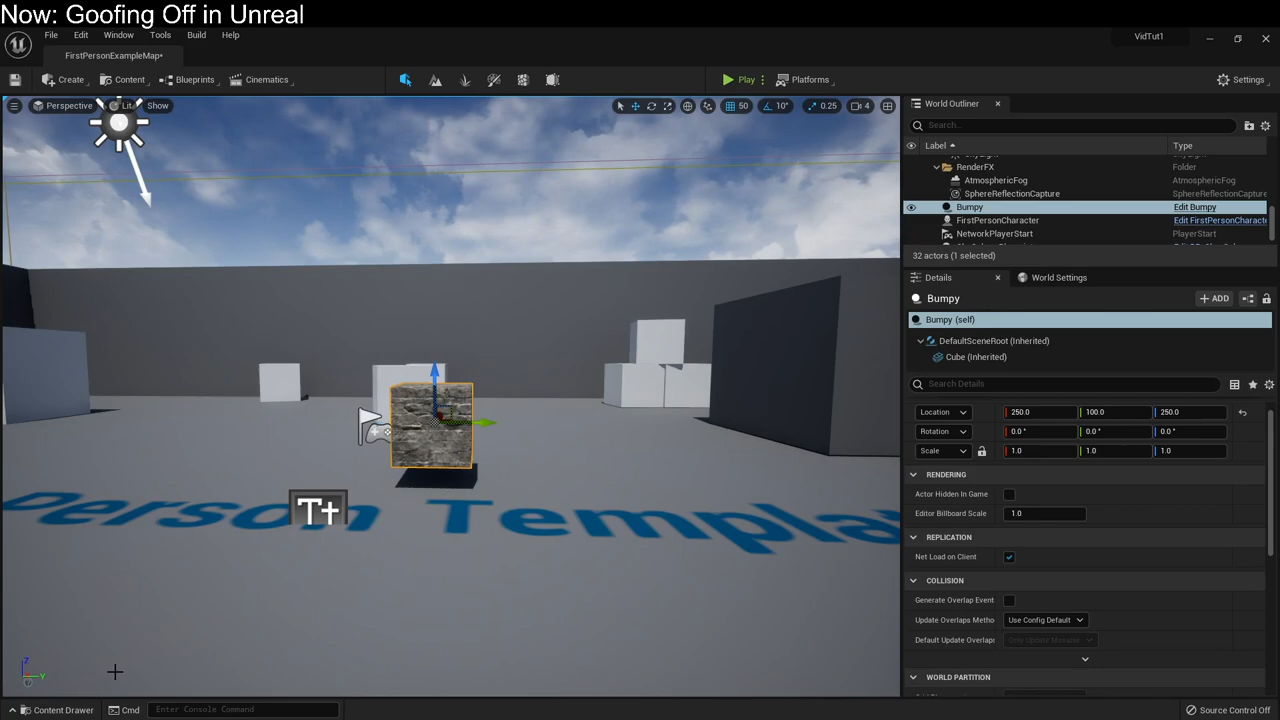 Now: Goofing Off in Unreal
File Edit Window Tools Build Help
VidTut1
FirstPersonExampleMap*
Create Content Blueprints Cinematics Play Platforms Settings
Perspective Lit Show 50 10° 0.25 4
World Outliner
Search...
Label Type
RenderFX Folder
AtmosphericFog AtmosphericFog
SphereReflectionCapture SphereReflectionCapture
Bumpy Edit Bumpy
FirstPersonCharacter Edit FirstPersonCharacte
NetworkPlayerStart PlayerStart
32 actors (1 selected)
Details World Settings
Bumpy + ADD
Bumpy (self)
DefaultSceneRoot (Inherited)
Cube (Inherited)
Search Details
Location 250.0 100.0 250.0
Rotation 0.0 ° 0.0 ° 0.0 °
Scale 1.0 1.0 1.0
RENDERING
Actor Hidden In Game
Editor Billboard Scale 1.0
REPLICATION
Net Load on Client
COLLISION
Generate Overlap Event
Update Overlaps Metho Use Config Default
Default Update Overlaps Only Update Movable
WORLD PARTITION
Person Templa
T+
Z
Y
Content Drawer Cmd Enter Console Command Source Control Off